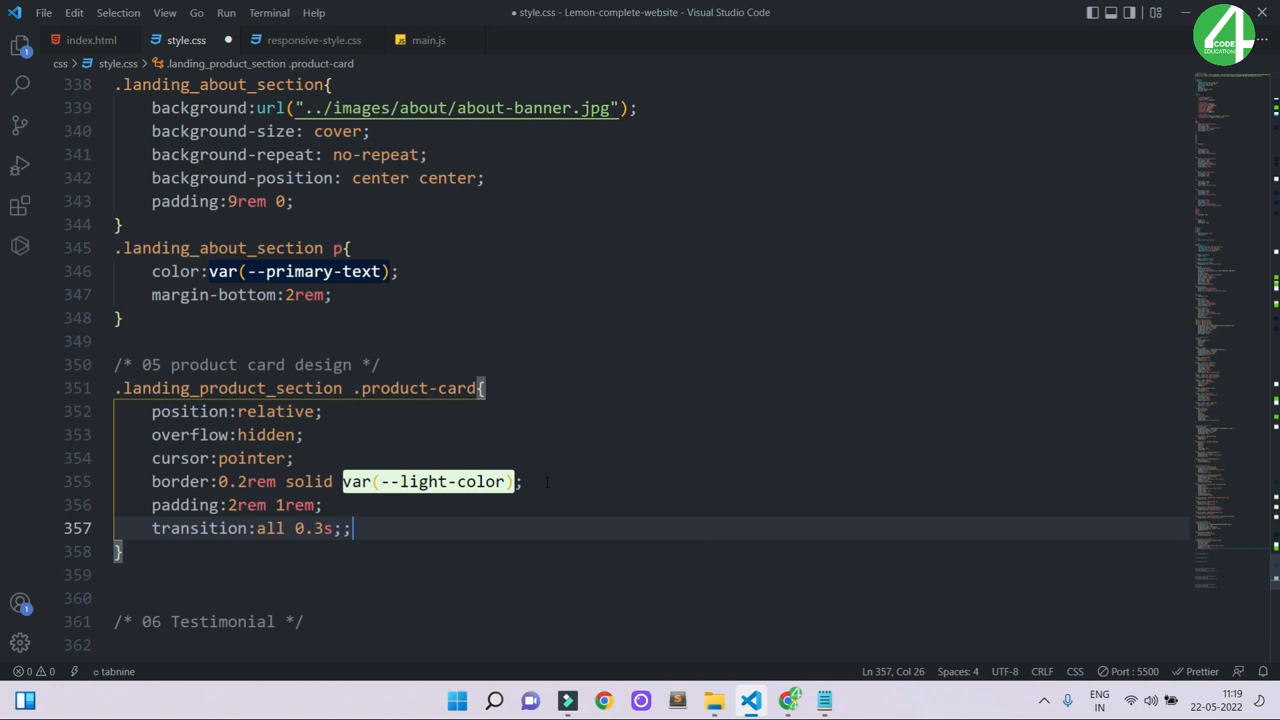 File Edit Selection View Go Run Terminal Help
● style.css - Lemon-complete-website - Visual Studio Code
4
CODE
EDUCATION
index.html style.css ● responsive-style.css main.js
css > style.css > .landing_product_section .product-card
338 .landing_about_section{
339 background:url("../images/about/about-banner.jpg");
340 background-size: cover;
341 background-repeat: no-repeat;
342 background-position: center center;
343 padding:9rem 0;
344 }
345 .landing_about_section p{
346 color:var(--primary-text);
347 margin-bottom:2rem;
348 }
349
350 /* 05 product card design */
351 .landing_product_section .product-card{
352 position:relative;
353 overflow:hidden;
354 cursor:pointer;
355 border:0.2rem solid var(--light-color);
356 padding:2rem 1rem;
357 transition:all 0.3s;;
358 }
359
360
361 /* 06 Testimonial */
362
1
1
0 0 tabnine Ln 357, Col 26 Spaces: 4 UTF-8 CRLF CSS Port : 5500 Prettier
ENG
IN
11:19
22-05-2022